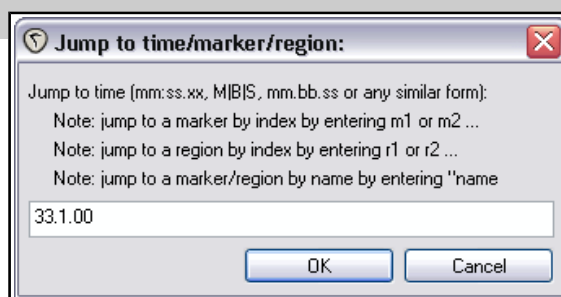 Jump to time/marker/region:
Jump to time (mm:ss.xx, M|B|S, mm.bb.ss or any similar form):
Note: jump to a marker by index by entering m1 or m2 ...
Note: jump to a region by index by entering r1 or r2 ...
Note: jump to a marker/region by name by entering "name
33.1.00
OK
Cancel